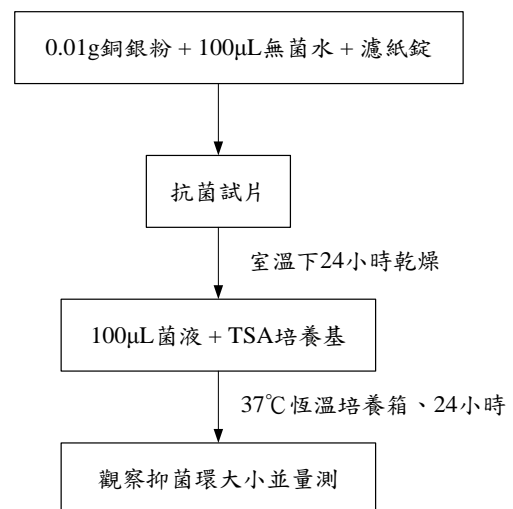 0.01g銅銀粉 + 100μL無菌水 + 濾紙錠
抗菌試片
室溫下24小時乾燥
100μL菌液 + TSA培養基
37℃恆溫培養箱、24小時
觀察抑菌環大小並量測